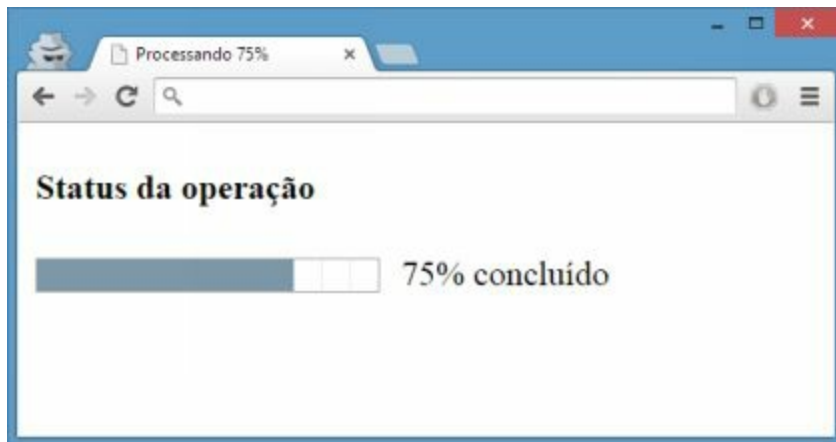 Processando 75%
Status da operação
75% concluído